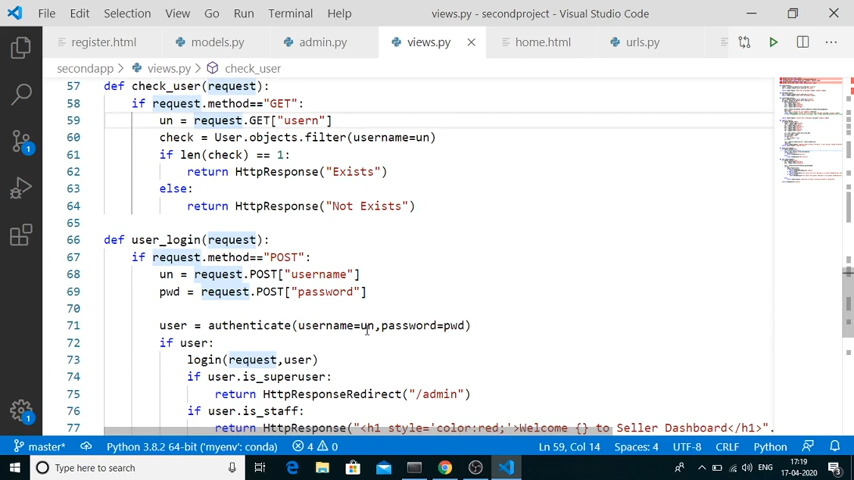 File Edit Selection View Go Run Terminal Help views.py - secondproject - Visual Studio Code
register.html models.py admin.py views.py home.html urls.py
secondapp > views.py > check_user
57 def check_user(request):
58 if request.method=="GET":
59 un = request.GET["usern"]
60 check = User.objects.filter(username=un)
61 if len(check) == 1:
62 return HttpResponse("Exists")
63 else:
64 return HttpResponse("Not Exists")
65
66 def user_login(request):
67 if request.method=="POST":
68 un = request.POST["username"]
69 pwd = request.POST["password"]
70
71 user = authenticate(username=un,password=pwd)
72 if user:
73 login(request,user)
74 if user.is_superuser:
75 return HttpResponseRedirect("/admin")
76 if user.is_staff:
77 return HttpResponse("<h1 style='color:red;'>Welcome {} to Seller Dashboard</h1>".
master* Python 3.8.2 64-bit ('myenv': conda) 4 0 Ln 59, Col 14 Spaces: 4 UTF-8 CRLF Python
Type here to search ENG 17:19
17-04-2020 3